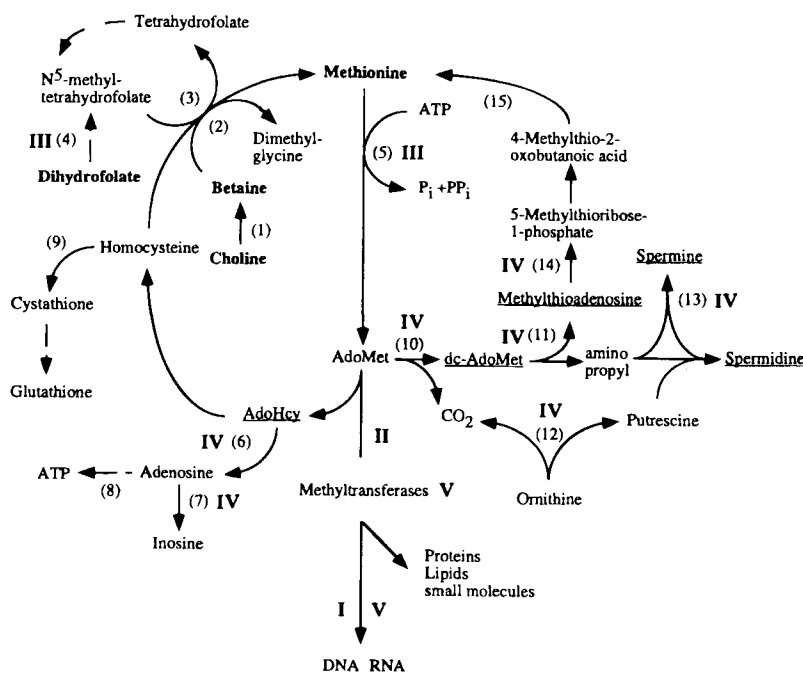 Tetrahydrofolate
N5-methyl-
tetrahydrofolate
(3)
Methionine
(15)
(2)
ATP
III (4)
Dimethyl-
glycine
4-Methylthio-2-
oxobutanoic acid
(5) III
Dihydrofolate
Betaine
Pi +PPi
(1)
5-Methylthioribose-
1-phosphate
(9)
Homocysteine
Choline
IV (14)
Spermine
Cystathione
Methylthioadenosine
(13) IV
IV
(10)
IV (11)
AdoMet
dc-AdoMet
amino
propyl
Spermidine
Glutathione
AdoHcy
CO2
IV
(12)
Putrescine
IV (6)
II
ATP
(8)
Adenosine
(7) IV
Methyltransferases V
Ornithine
Inosine
Proteins
Lipids
small molecules
I V
DNA RNA